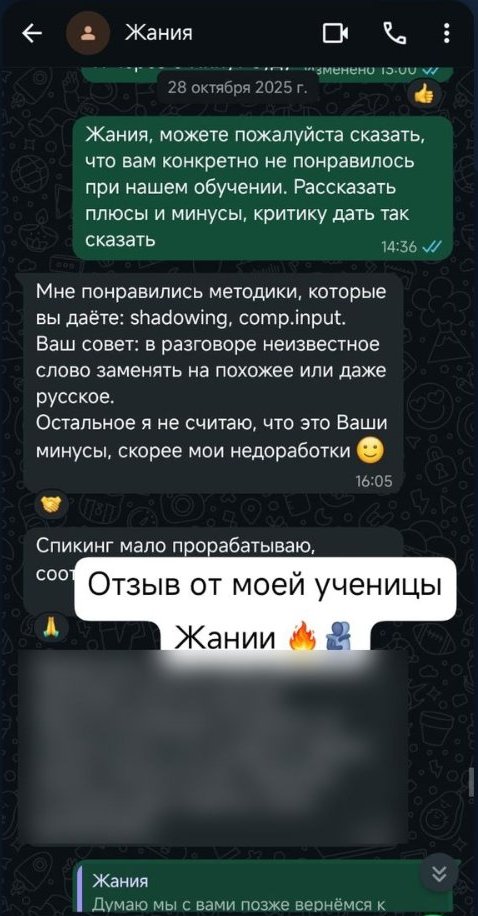 Жания
изменено 13:00
28 октября 2025 г.
Жания, можете пожалуйста сказать,
что вам конкретно не понравилось
при нашем обучении. Рассказать
плюсы и минусы, критику дать так
сказать
14:36
Мне понравились методики, которые
вы даёте: shadowing, comp.input.
Ваш совет: в разговоре неизвестное
слово заменять на похожее или даже
русское.
Остальное я не считаю, что это Ваши
минусы, скорее мои недоработки 🙂
16:05
Спикинг мало прорабатываю,
Отзыв от моей ученицы
Жании 🔥🫂
Жания
Думаю мы с вами позже вернёмся к